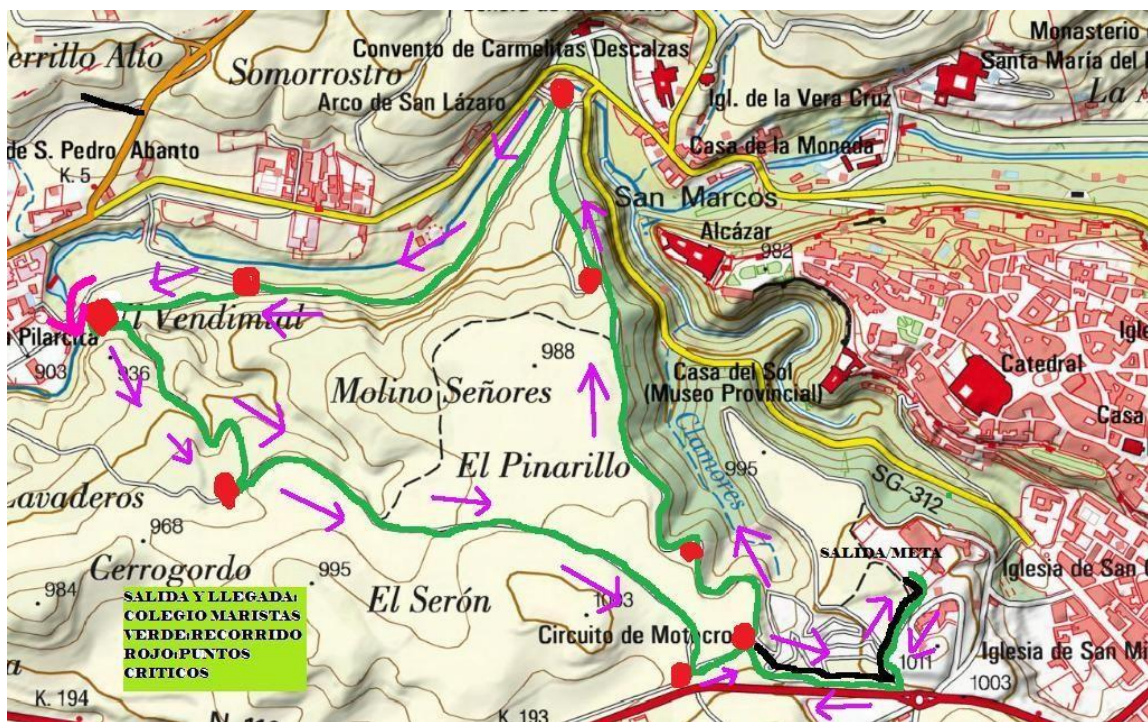 Convento de Carmelitas Descalzas
Monasterio
Santa María del
Somorrostro
Arco de San Lázaro
Igl. de la Vera Cruz
La
Casa de la Moneda
de S. Pedro Abanto
K. 5
San Marcos
Alcázar
982
Vendimial
Pilarcita
903
936
988
Molino Señores
Casa del Sol
(Museo Provincial)
Catedral
Casa
El Pinarillo
Clamores
995
SG-312
Lavaderos
968
SALIDA/META
Cerrogordo
995
984
El Serón
1003
Iglesia de San
SALIDA Y LLEGADA:
COLEGIO MARISTAS
VERDE:RECORRIDO
ROJO:PUNTOS
CRITICOS
Circuito de Motocro
1011
Iglesia de San Mi
1003
K. 194
K. 193